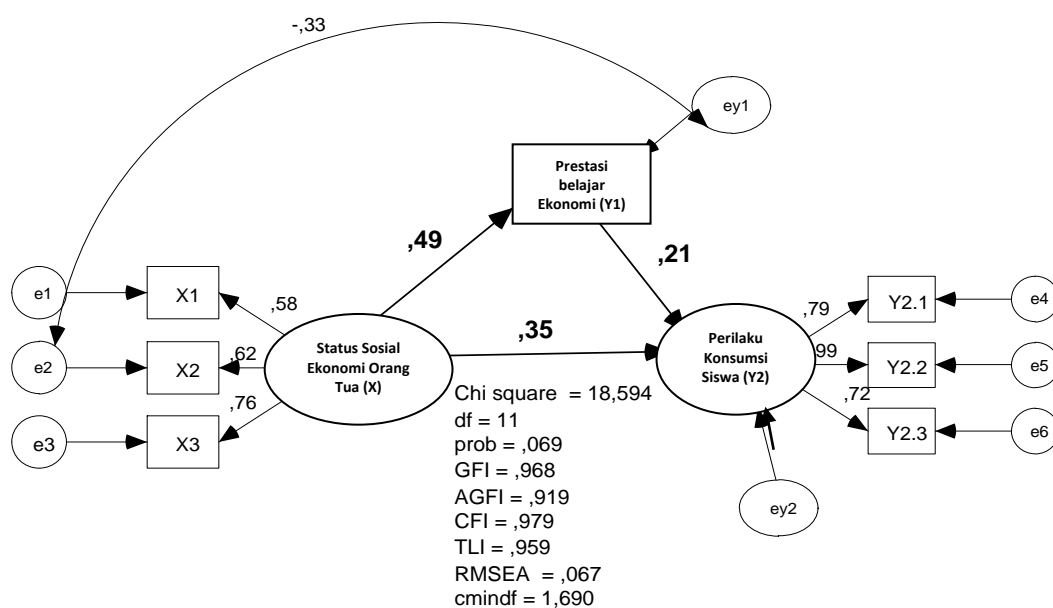 -,33
ey1
Prestasi
belajar
Ekonomi (Y1)
,49
,21
e1
X1
,58
,79
Y2.1
e4
Status Sosial
Ekonomi Orang
Tua (X)
,35
Perilaku
Konsumsi
Siswa (Y2)
e2
X2
,62
,99
Y2.2
e5
,76
,72
e3
X3
Y2.3
e6
Chi square = 18,594
df = 11
prob = ,069
GFI = ,968
AGFI = ,919
CFI = ,979
TLI = ,959
RMSEA = ,067
cmindf = 1,690
ey2